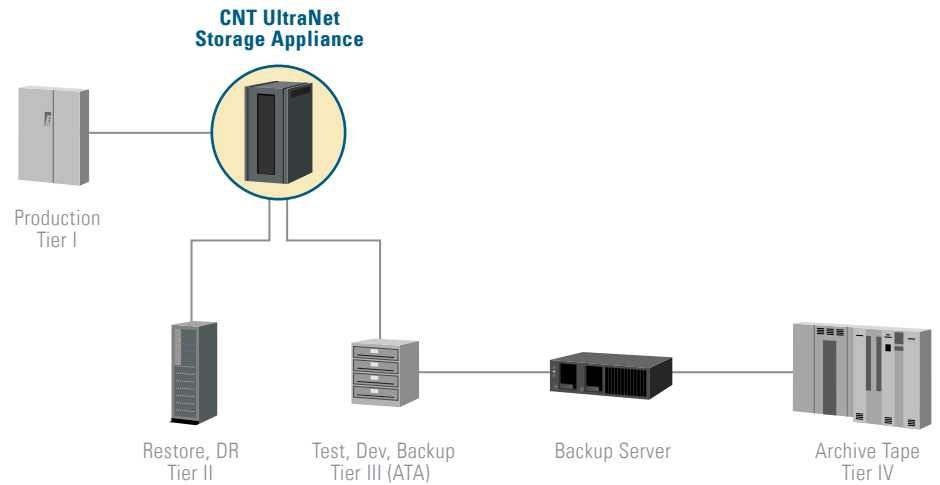 CNT UltraNet
Storage Appliance
Production
Tier I
Restore, DR
Tier II
Test, Dev, Backup
Tier III (ATA)
Backup Server
Archive Tape
Tier IV